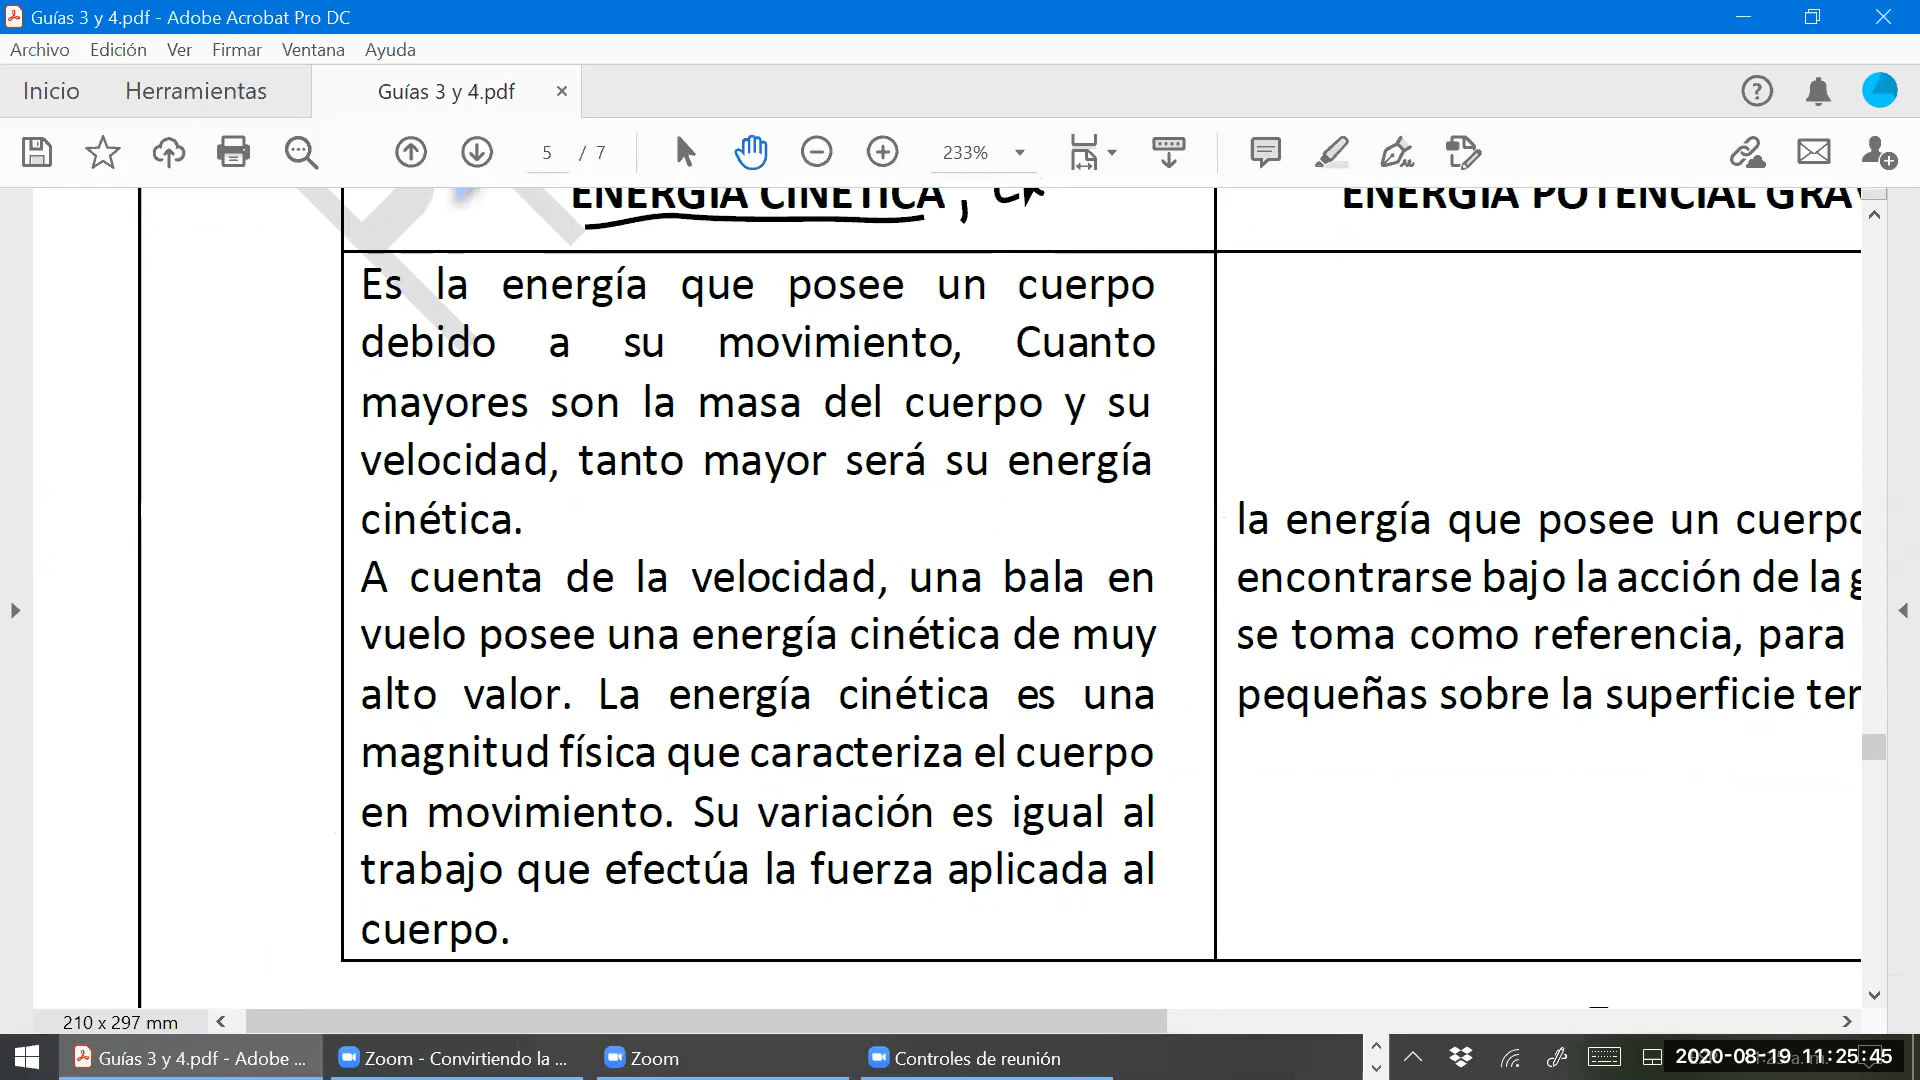 Guías 3 y 4.pdf - Adobe Acrobat Pro DC
Archivo Edición Ver Firmar Ventana Ayuda
Inicio Herramientas Guías 3 y 4.pdf
5 / 7 233%
ENERGÍA CINÉTICA, ENERGÍA POTENCIAL GRAV
Es la energía que posee un cuerpo
debido a su movimiento, Cuanto
mayores son la masa del cuerpo y su
velocidad, tanto mayor será su energía
cinética.
A cuenta de la velocidad, una bala en
vuelo posee una energía cinética de muy
alto valor. La energía cinética es una
magnitud física que caracteriza el cuerpo
en movimiento. Su variación es igual al
trabajo que efectúa la fuerza aplicada al
cuerpo.
la energía que posee un cuerpo
encontrarse bajo la acción de la g
se toma como referencia, para
pequeñas sobre la superficie ter
210 x 297 mm
Guías 3 y 4.pdf - Adobe ... Zoom - Convirtiendo la ... Zoom Controles de reunión 2020-08-19 11:25:45